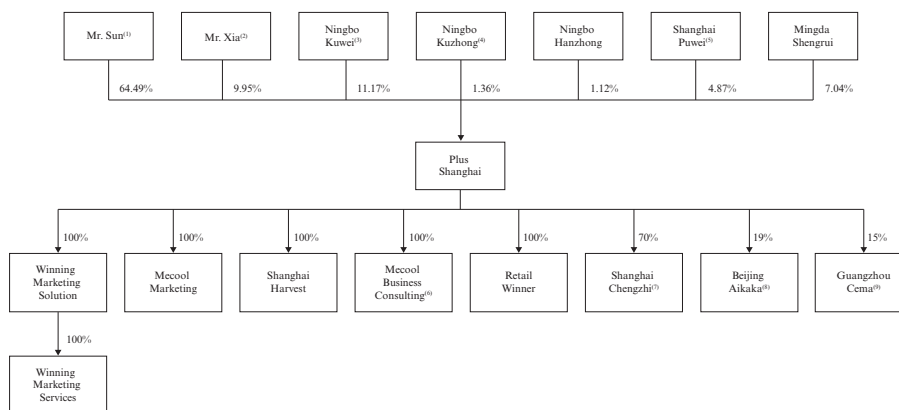 Mr. Sun(1)
Mr. Xia(2)
Ningbo
Kuwei(3)
Ningbo
Kuzhong(4)
Ningbo
Hanzhong
Shanghai
Puwei(5)
Mingda
Shengrui
64.49%
9.95%
11.17%
1.36%
1.12%
4.87%
7.04%
Plus
Shanghai
100%
100%
100%
100%
100%
70%
19%
15%
Winning
Marketing
Solution
Mecool
Marketing
Shanghai
Harvest
Mecool
Business
Consulting(6)
Retail
Winner
Shanghai
Chengzhi(7)
Beijing
Aikaka(8)
Guangzhou
Cema(9)
100%
Winning
Marketing
Services